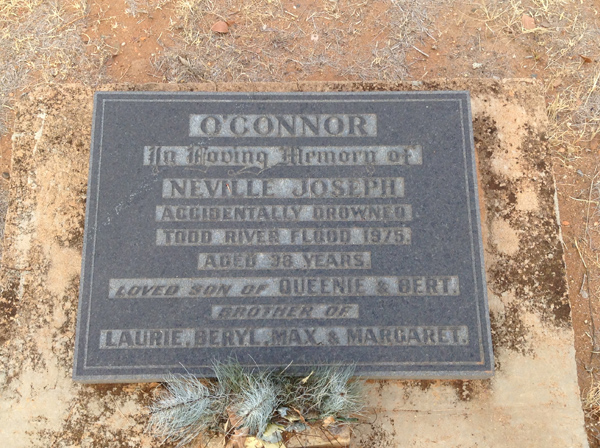 O'CONNOR
In Loving Memory of
NEVILLE JOSEPH
ACCIDENTALLY DROWNED
TODD RIVER FLOOD 1975.
AGED 38 YEARS.
LOVED SON OF QUEENIE & BERT.
BROTHER OF
LAURIE, BERYL, MAX, & MARGARET.